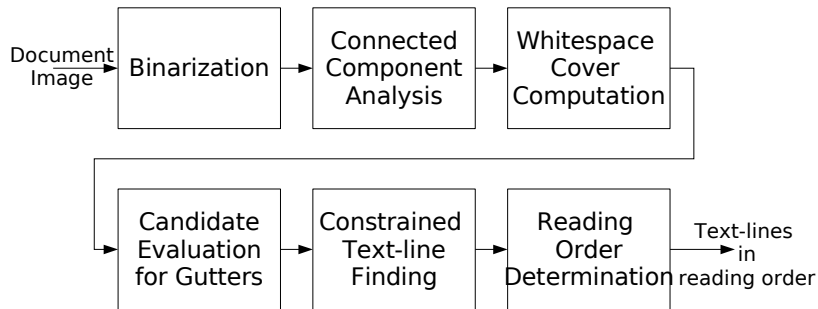 Document
Image
Binarization
Connected
Component
Analysis
Whitespace
Cover
Computation
Candidate
Evaluation
for Gutters
Constrained
Text-line
Finding
Reading
Order
Determination
Text-lines
in
reading order